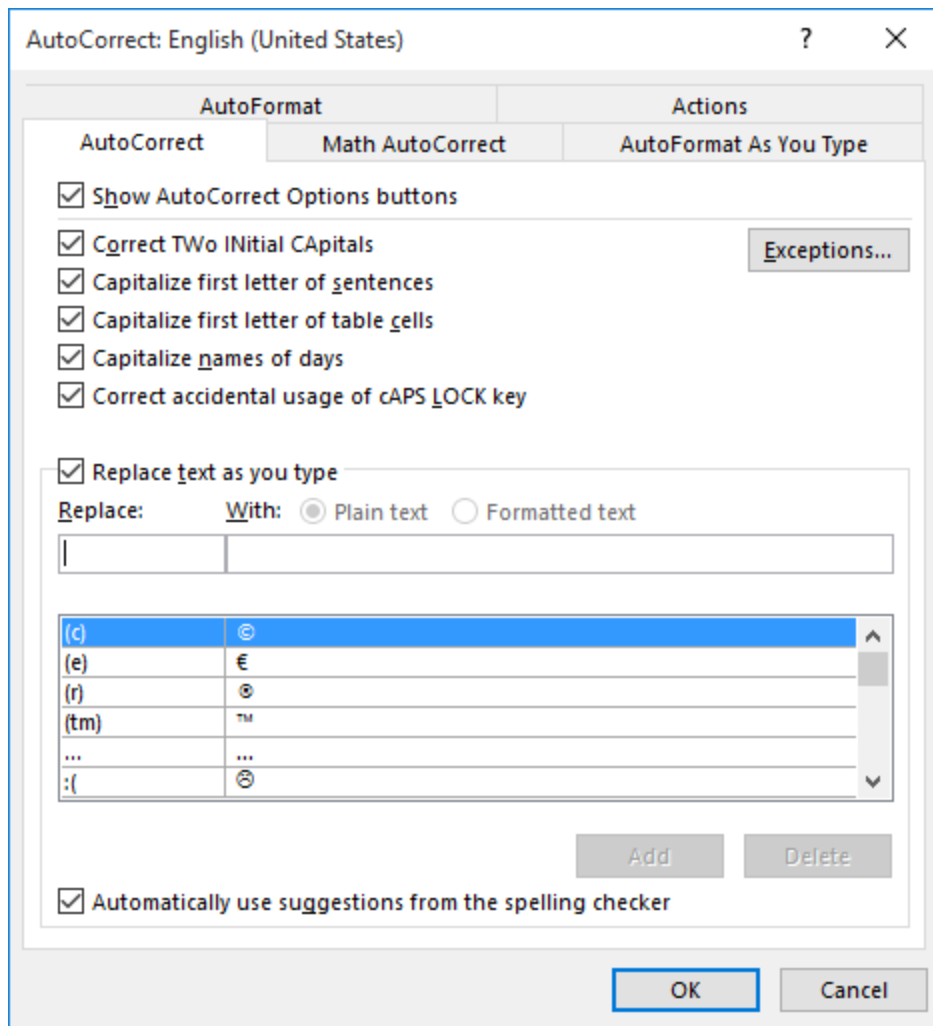 AutoCorrect: English (United States) ? ×
AutoFormat Actions
AutoCorrect Math AutoCorrect AutoFormat As You Type
Show AutoCorrect Options buttons
Correct TWo INitial CApitals Exceptions...
Capitalize first letter of sentences
Capitalize first letter of table cells
Capitalize names of days
Correct accidental usage of cAPS LOCK key
Replace text as you type
Replace: With: Plain text Formatted text
(c) ©
(e) €
(r) ®
(tm) ™
... ...
:( ☹
Add Delete
Automatically use suggestions from the spelling checker
OK Cancel